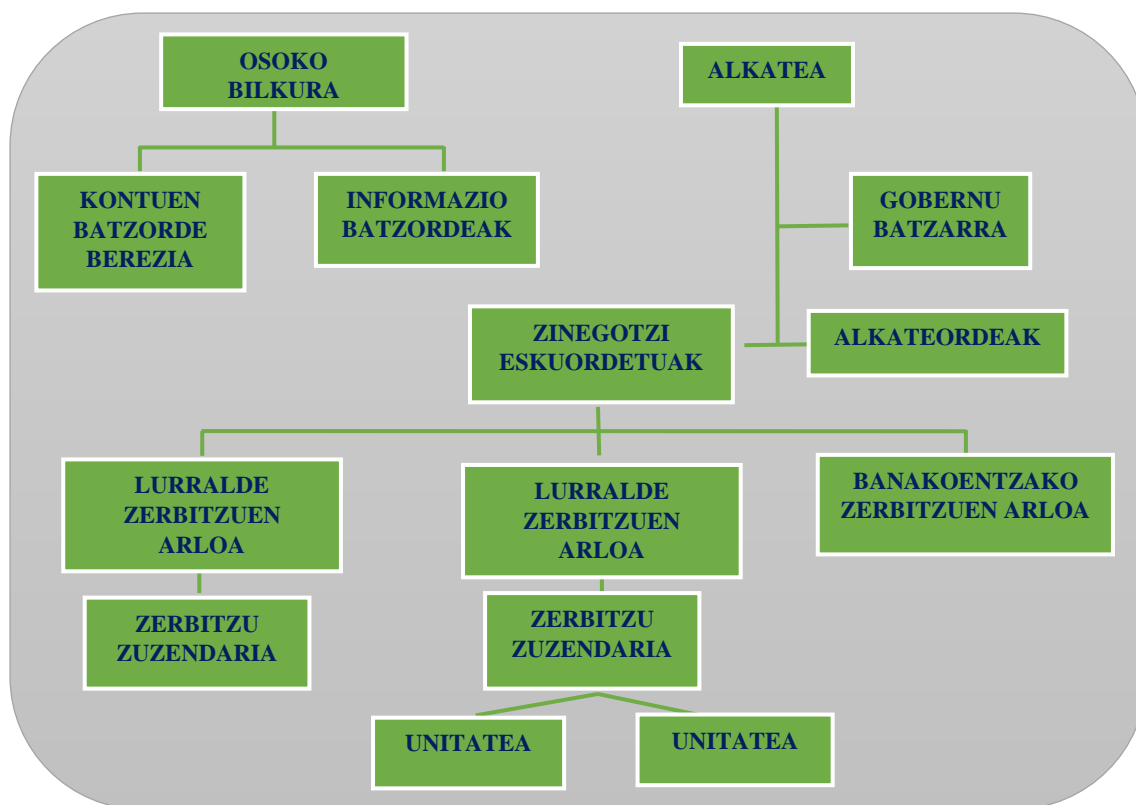 OSOKO
BILKURA
ALKATEA
KONTUEN
BATZORDE
BEREZIA
INFORMAZIO
BATZORDEAK
GOBERNU
BATZARRA
ZINEGOTZI
ESKUORDETUAK
ALKATEORDEAK
LURRALDE
ZERBITZUEN
ARLOA
LURRALDE
ZERBITZUEN
ARLOA
BANAKOENTZAKO
ZERBITZUEN ARLOA
ZERBITZU
ZUZENDARIA
ZERBITZU
ZUZENDARIA
UNITATEA
UNITATEA